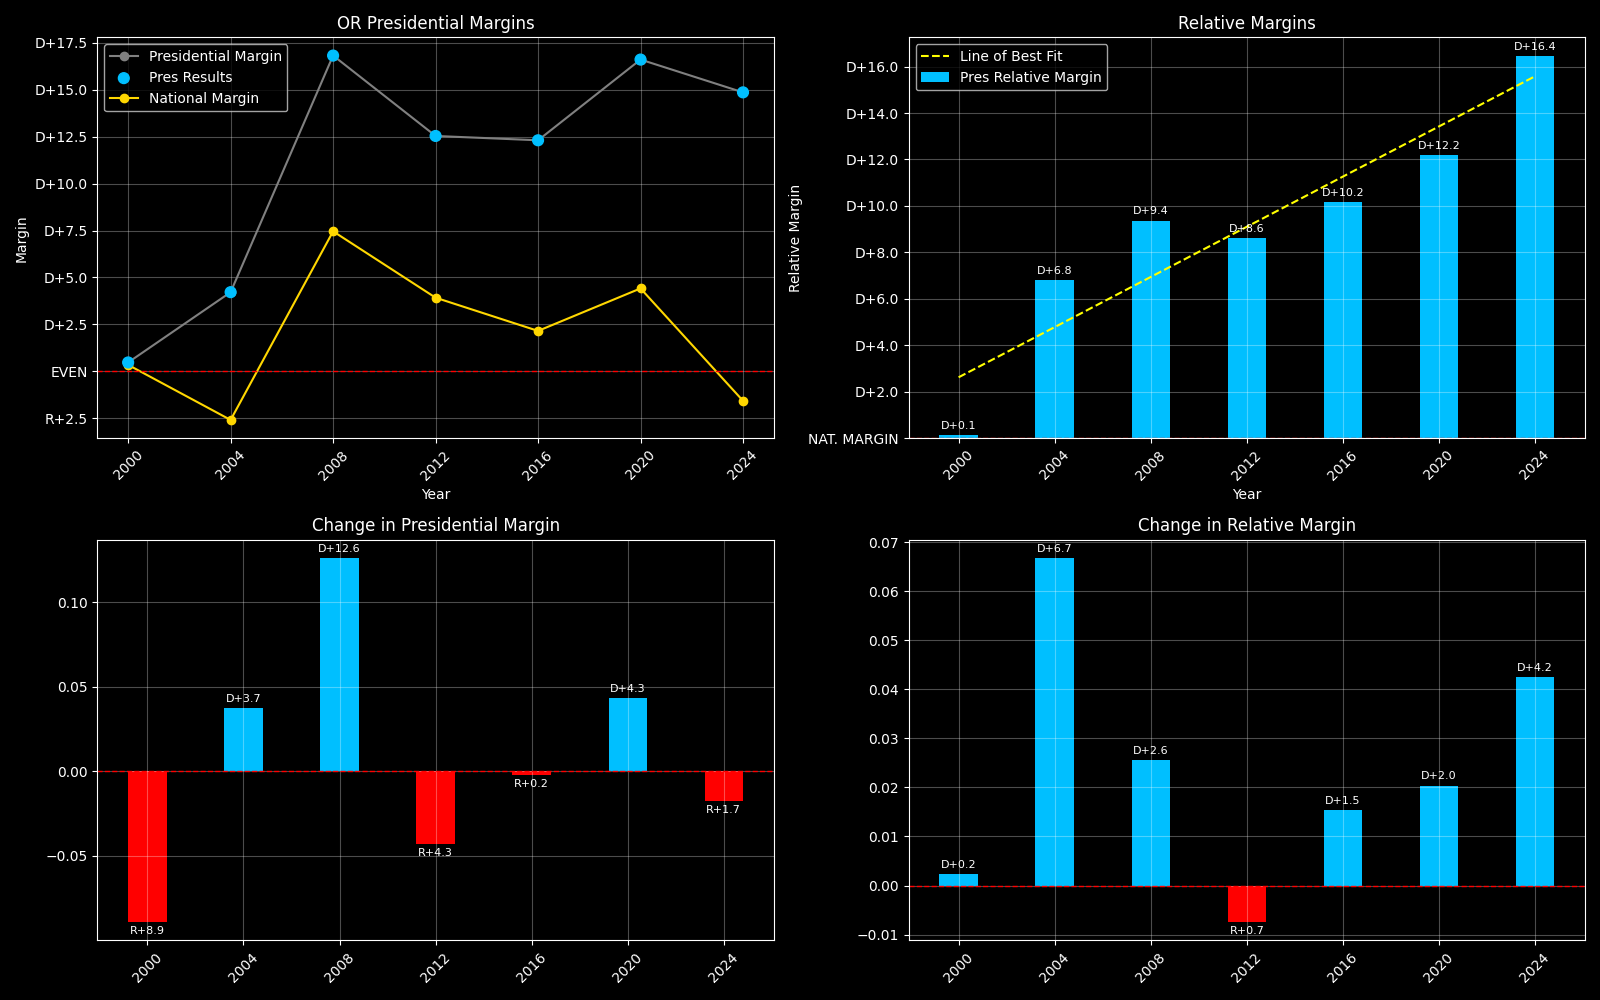 OR Presidential Margins
Presidential Margin
Pres Results
National Margin
D+17.5
D+15.0
D+12.5
D+10.0
D+7.5
D+5.0
D+2.5
EVEN
R+2.5
Margin
2000
2004
2008
2012
2016
2020
2024
Year
Relative Margins
Line of Best Fit
Pres Relative Margin
D+16.0
D+14.0
D+12.0
D+10.0
D+8.0
D+6.0
D+4.0
D+2.0
NAT. MARGIN
Relative Margin
D+0.1
D+6.8
D+9.4
D+8.6
D+10.2
D+12.2
D+16.4
2000
2004
2008
2012
2016
2020
2024
Year
Change in Presidential Margin
0.10
0.05
0.00
−0.05
R+8.9
D+3.7
D+12.6
R+4.3
R+0.2
D+4.3
R+1.7
2000
2004
2008
2012
2016
2020
2024
Change in Relative Margin
0.07
0.06
0.05
0.04
0.03
0.02
0.01
0.00
−0.01
D+0.2
D+6.7
D+2.6
R+0.7
D+1.5
D+2.0
D+4.2
2000
2004
2008
2012
2016
2020
2024